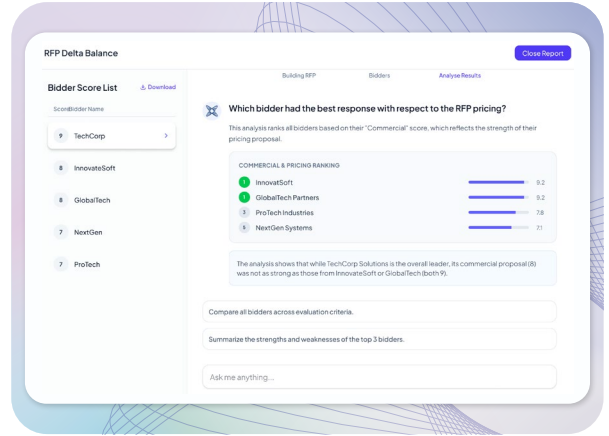 RFP Delta Balance
Close Report
Building RFP
Bidders
Analyse Results
Bidder Score List
Download
Score Bidder Name
9 TechCorp
8 InnovateSoft
8 GlobalTech
7 NextGen
7 ProTech
Which bidder had the best response with respect to the RFP pricing?
This analysis ranks all bidders based on their "Commercial" score, which reflects the strength of their
pricing proposal.
COMMERCIAL & PRICING RANKING
1 InnovatSoft 9.2
1 GlobalTech Partners 9.2
3 ProTech Industries 7.8
5 NextGen Systems 7.1
The analysis shows that while TechCorp Solutions is the overall leader, its commercial proposal (8)
was not as strong as those from InnovateSoft or GlobalTech (both 9).
Compare all bidders across evaluation criteria.
Summarize the strengths and weaknesses of the top 3 bidders.
Ask me anything...